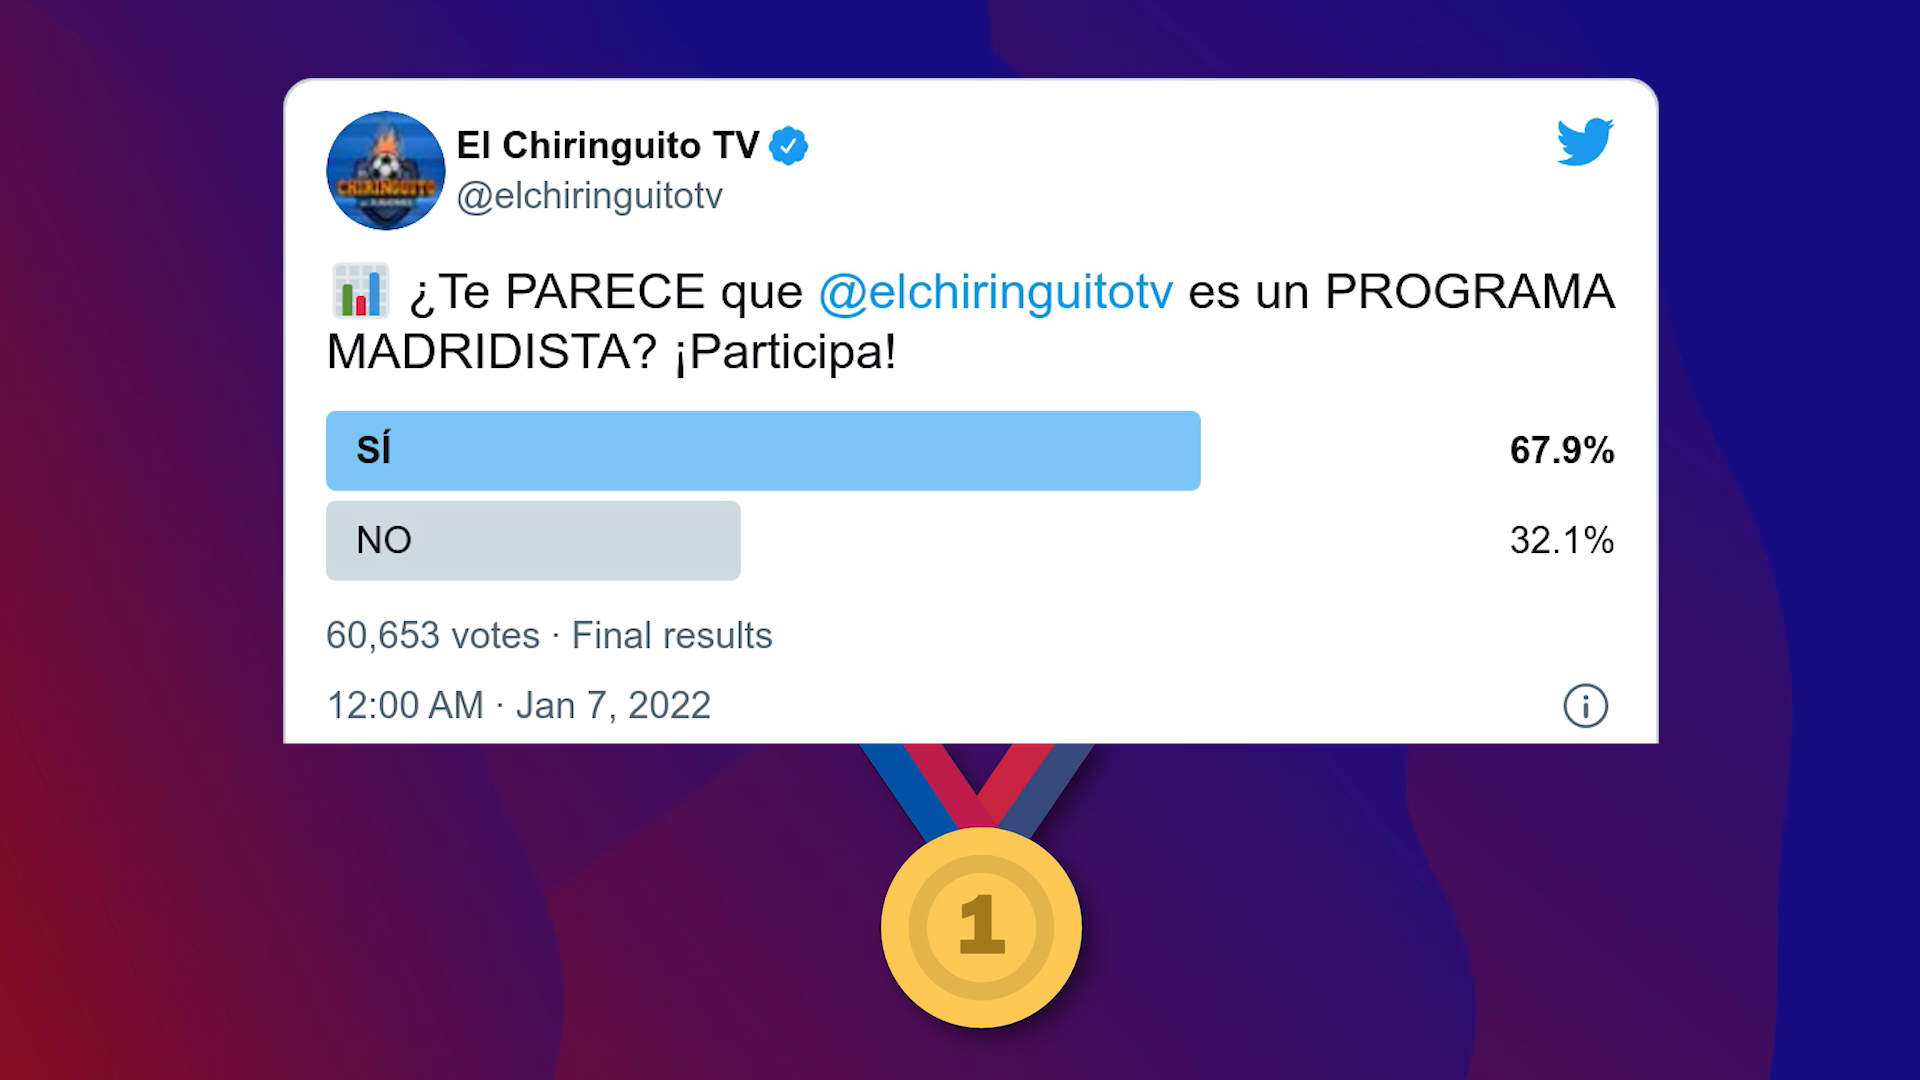 El Chiringuito TV
@elchiringuitotv
CHIRINGUITO
¿Te PARECE que @elchiringuitotv es un PROGRAMA
MADRIDISTA? ¡Participa!
SÍ 67.9%
NO 32.1%
60,653 votes · Final results
12:00 AM · Jan 7, 2022
1